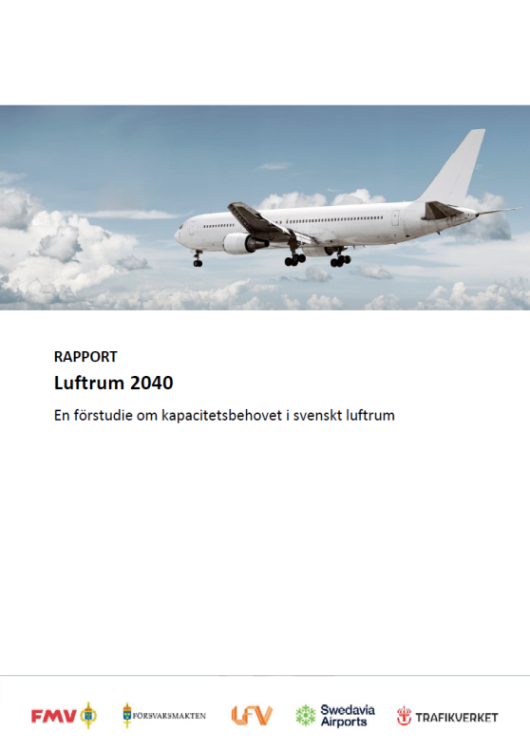 RAPPORT
Luftrum 2040
En förstudie om kapacitetsbehovet i svenskt luftrum
FMV
FÖRSVARSMAKTEN
LFV
Swedavia
Airports
TRAFIKVERKET